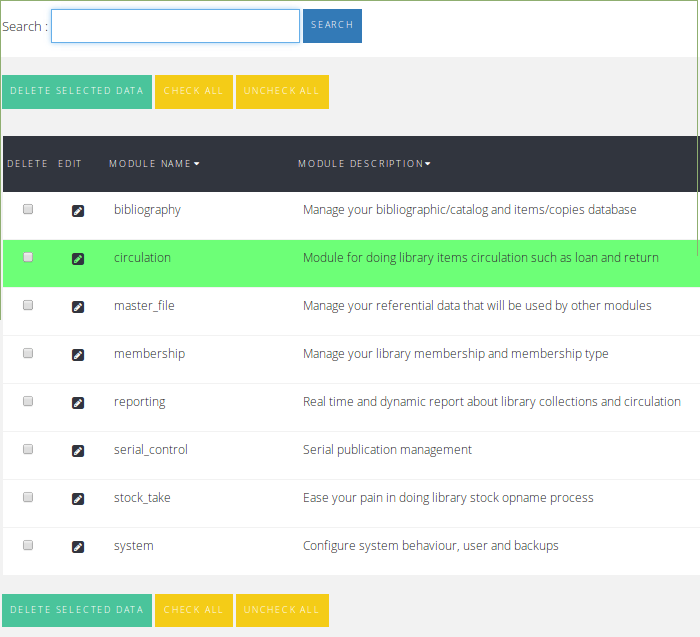 Search : SEARCH
DELETE SELECTED DATA CHECK ALL UNCHECK ALL
DELETE EDIT MODULE NAME MODULE DESCRIPTION
bibliography Manage your bibliographic/catalog and items/copies database
circulation Module for doing library items circulation such as loan and return
master_file Manage your referential data that will be used by other modules
membership Manage your library membership and membership type
reporting Real time and dynamic report about library collections and circulation
serial_control Serial publication management
stock_take Ease your pain in doing library stock opname process
system Configure system behaviour, user and backups
DELETE SELECTED DATA CHECK ALL UNCHECK ALL